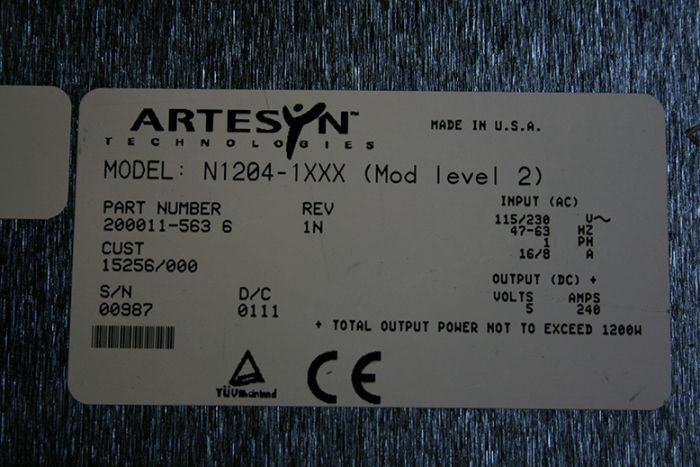 ARTESYN™
TECHNOLOGIES
MADE IN U.S.A.
MODEL: N1204-1XXX (Mod level 2)
PART NUMBER REV
200011-563 6 1N
CUST
15256/000
S/N D/C
00987 0111
INPUT (AC)
115/230 V~
47-63 HZ
1 PH
16/8 A
OUTPUT (DC) +
VOLTS AMPS
5 240
+ TOTAL OUTPUT POWER NOT TO EXCEED 1200W
TÜV Rheinland
CE